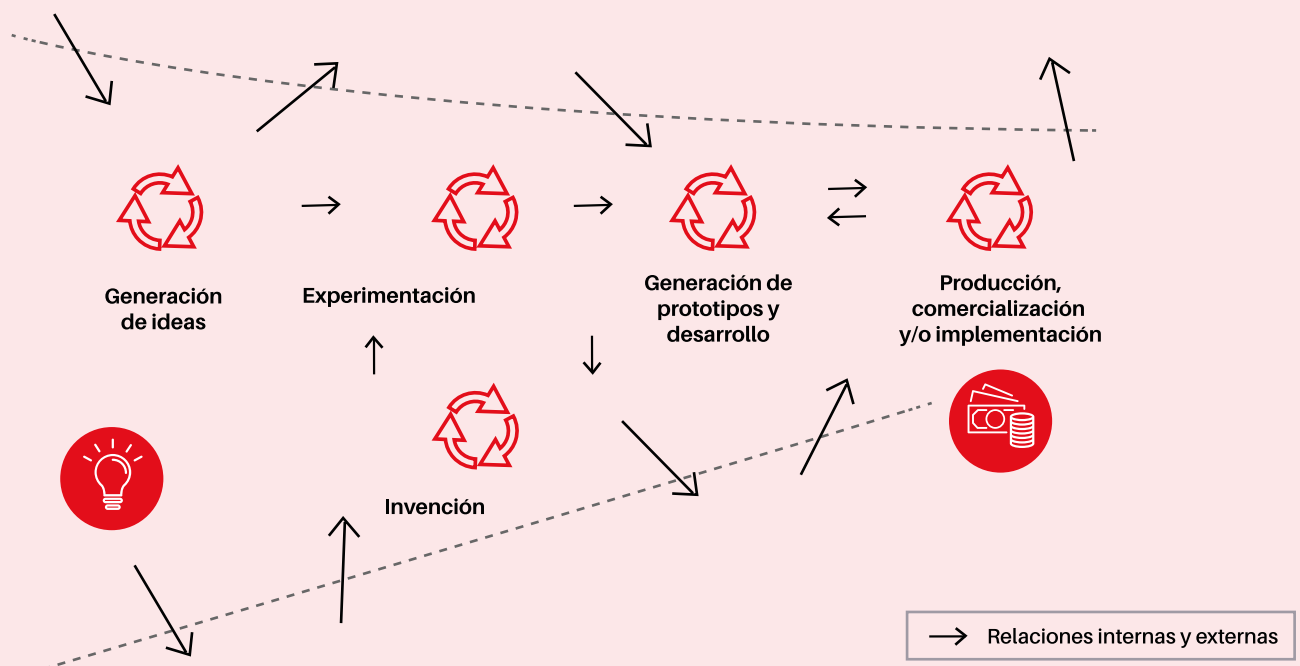 Generación
de ideas
Experimentación
Generación de
prototipos y
desarrollo
Producción,
comercialización
y/o implementación
Invención
Relaciones internas y externas